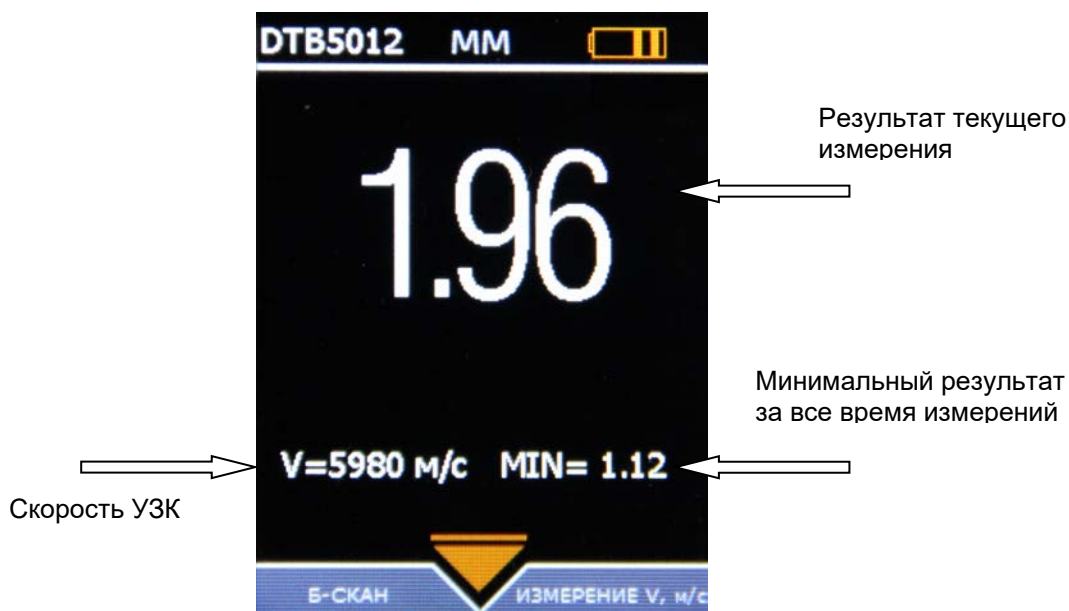 DTB5012 ММ
Результат текущего
измерения
1.96
Минимальный результат
за все время измерений
V=5980 м/с MIN= 1.12
Скорость УЗК
Б-СКАН ИЗМЕРЕНИЕ V, м/с